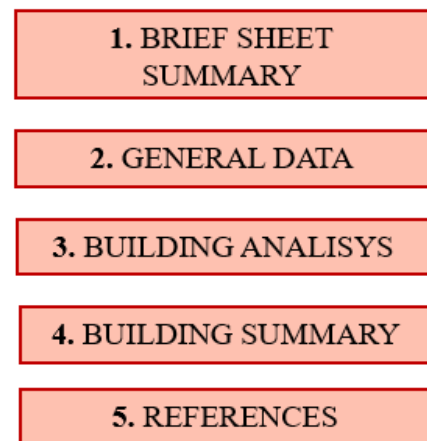 1. BRIEF SHEET
SUMMARY
2. GENERAL DATA
3. BUILDING ANALISYS
4. BUILDING SUMMARY
5. REFERENCES